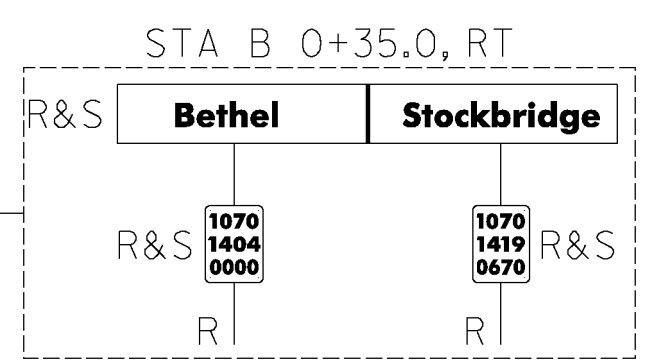 STA B 0+35.0, RT
R&S Bethel Stockbridge
R&S 1070 1404 0000
1070 1419 0670 R&S
R R